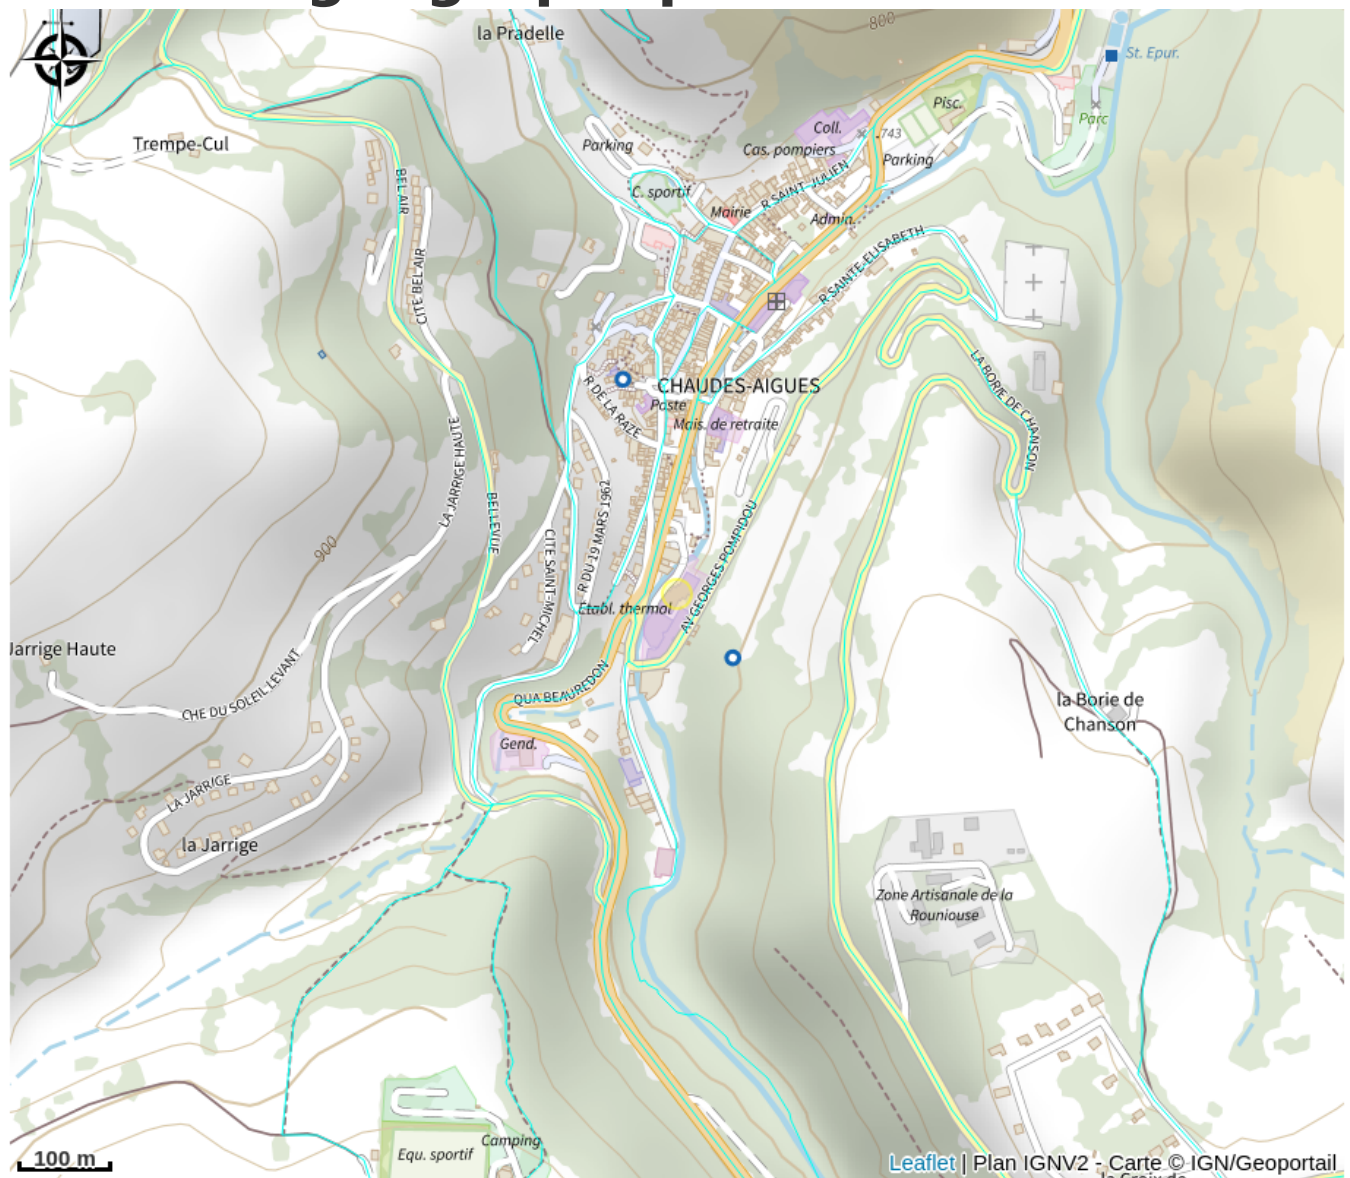 la Pradelle
800
St. Epur.
Pisc.
Parc
Coll.
743
Trempe-Cul
Parking
Cas. pompiers
Parking
BEL AIR
C. sportif
R SAINT-JULIEN
Mairie
Admin.
R SAINTE-ELISABETH
CITE BEL AIR
LA BORIE DE CHANSON
CHAUDES-AIGUES
R DE LA RAZE
Poste
Mais. de retraite
LA JARRIGE HAUTE
BELLEVUE
R DU 19 MARS 1962
AV GEORGES POMPIDOU
900
CITE SAINT-MICHEL
Etabl. thermal
Jarrige Haute
CHE DU SOLEIL LEVANT
QUA BEAUREDON
la Borie de
Chanson
Gend.
LA JARRIGE
la Jarrige
Zone Artisanale de la
Rouniouse
Camping
Equ. sportif
100 m
Leaflet | Plan IGNV2 - Carte © IGN/Geoportail